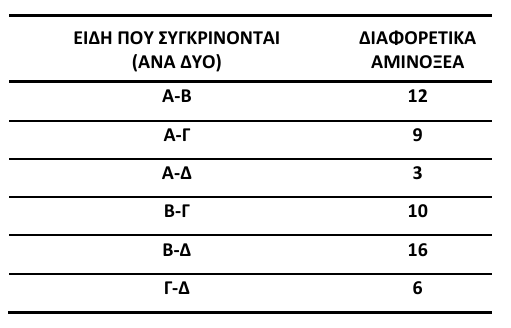 ΕΙΔΗ ΠΟΥ ΣΥΓΚΡΙΝΟΝΤΑΙ ΔΙΑΦΟΡΕΤΙΚΑ
(ΑΝΑ ΔΥΟ) ΑΜΙΝΟΞΕΑ
Α-Β 12
Α-Γ 9
Α-Δ 3
Β-Γ 10
Β-Δ 16
Γ-Δ 6